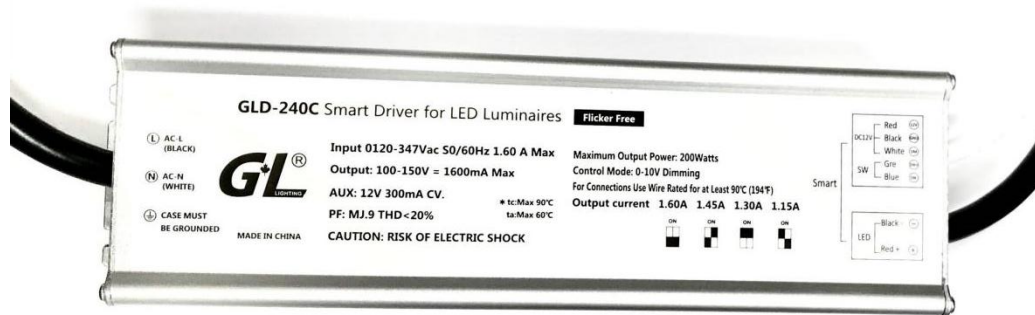 GLD-240C Smart Driver for LED Luminaires Flicker Free
L AC-L
(BLACK)
N AC-N
(WHITE)
CASE MUST
BE GROUNDED
GL®
LIGHTING
MADE IN CHINA
Input 0120-347Vac S0/60Hz 1.60 A Max
Output: 100-150V = 1600mA Max
AUX: 12V 300mA CV.
PF: MJ.9 THD<20%
* tc:Max 90℃
ta:Max 60℃
CAUTION: RISK OF ELECTRIC SHOCK
Maximum Output Power: 200Watts
Control Mode: 0-10V Dimming
For Connections Use Wire Rated for at Least 90℃ (194℉)
Output current 1.60A 1.45A 1.30A 1.15A
ON ON ON ON
Smart
DC12V
Red
Black
White
SW
Gre
Blue
LED
Black -
Red +